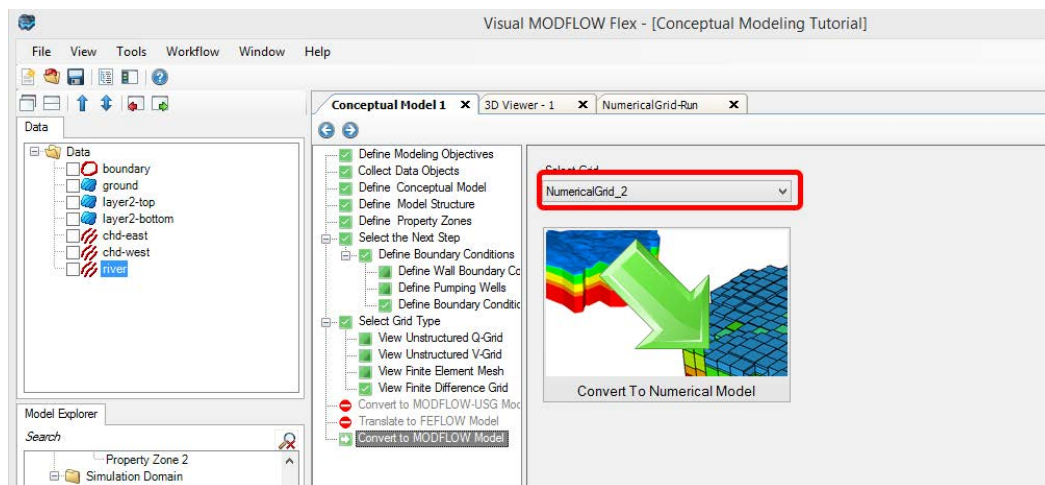 Visual MODFLOW Flex - [Conceptual Modeling Tutorial]
File View Tools Workflow Window Help
Data
Data
boundary
ground
layer2-top
layer2-bottom
chd-east
chd-west
river
Model Explorer
Search
Property Zone 2
Simulation Domain
Conceptual Model 1 3D Viewer - 1 NumericalGrid-Run
Define Modeling Objectives
Collect Data Objects
Define Conceptual Model
Define Model Structure
Define Property Zones
Select the Next Step
Define Boundary Conditions
Define Wall Boundary Cc
Define Pumping Wells
Define Boundary Conditic
Select Grid Type
View Unstructured Q-Grid
View Unstructured V-Grid
View Finite Element Mesh
View Finite Difference Grid
Convert to MODFLOW-USG Moc
Translate to FEFLOW Model
Convert to MODFLOW Model
Select Grid
NumericalGrid_2
Convert To Numerical Model